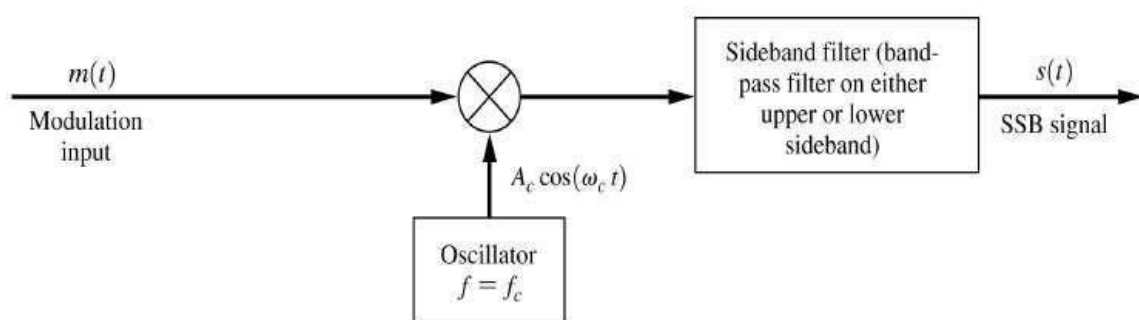 m(t)
Modulation
input
A_c cos(ω_c t)
Oscillator
f = f_c
Sideband filter (band-
pass filter on either
upper or lower
sideband)
s(t)
SSB signal